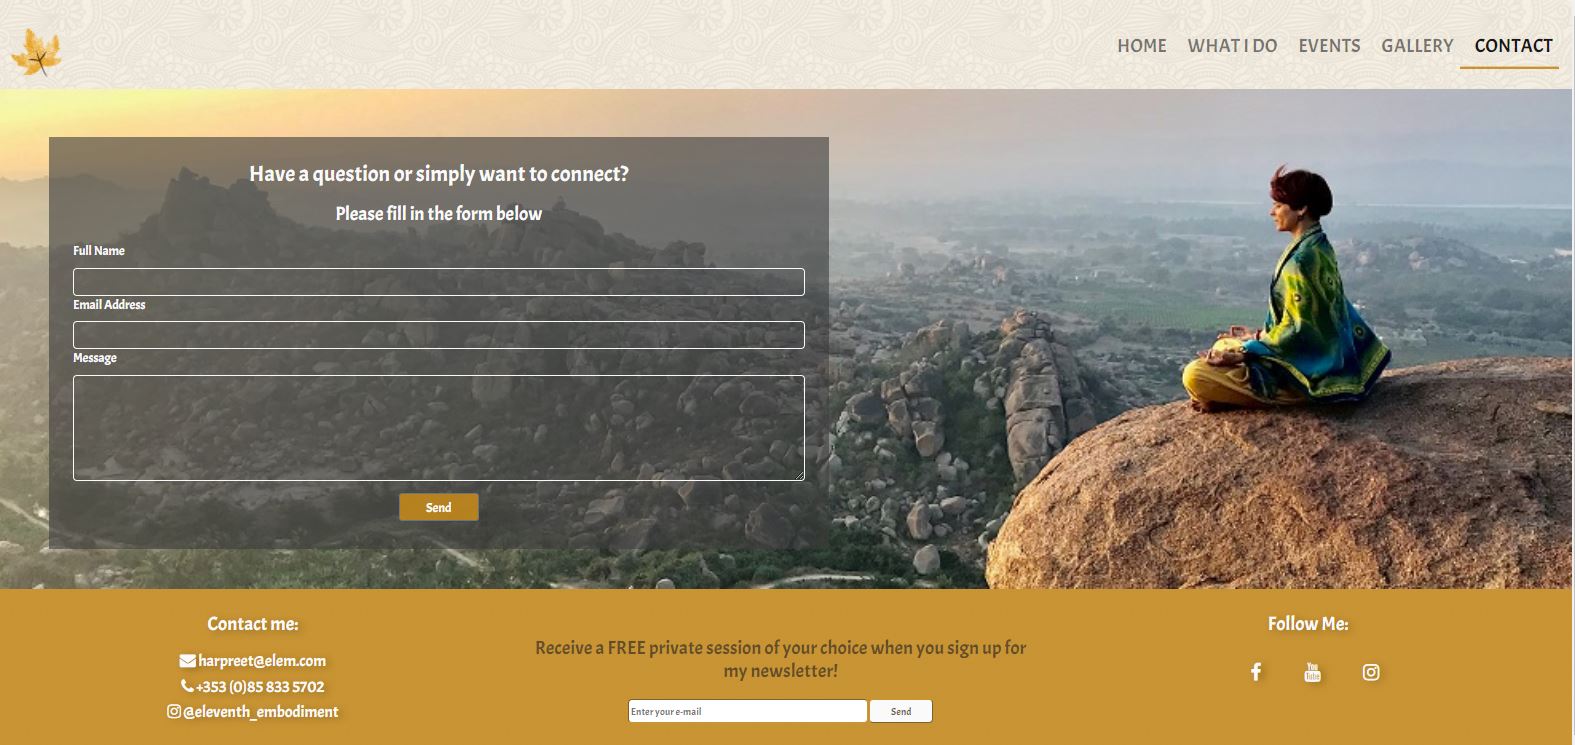 HOME WHAT I DO EVENTS GALLERY CONTACT
Have a question or simply want to connect?
Please fill in the form below
Full Name
Email Address
Message
Send
Contact me:
harpreet@elem.com
+353 (0)85 833 5702
@eleventh_embodiment
Receive a FREE private session of your choice when you sign up for
my newsletter!
Enter your e-mail Send
Follow Me:
You Tube